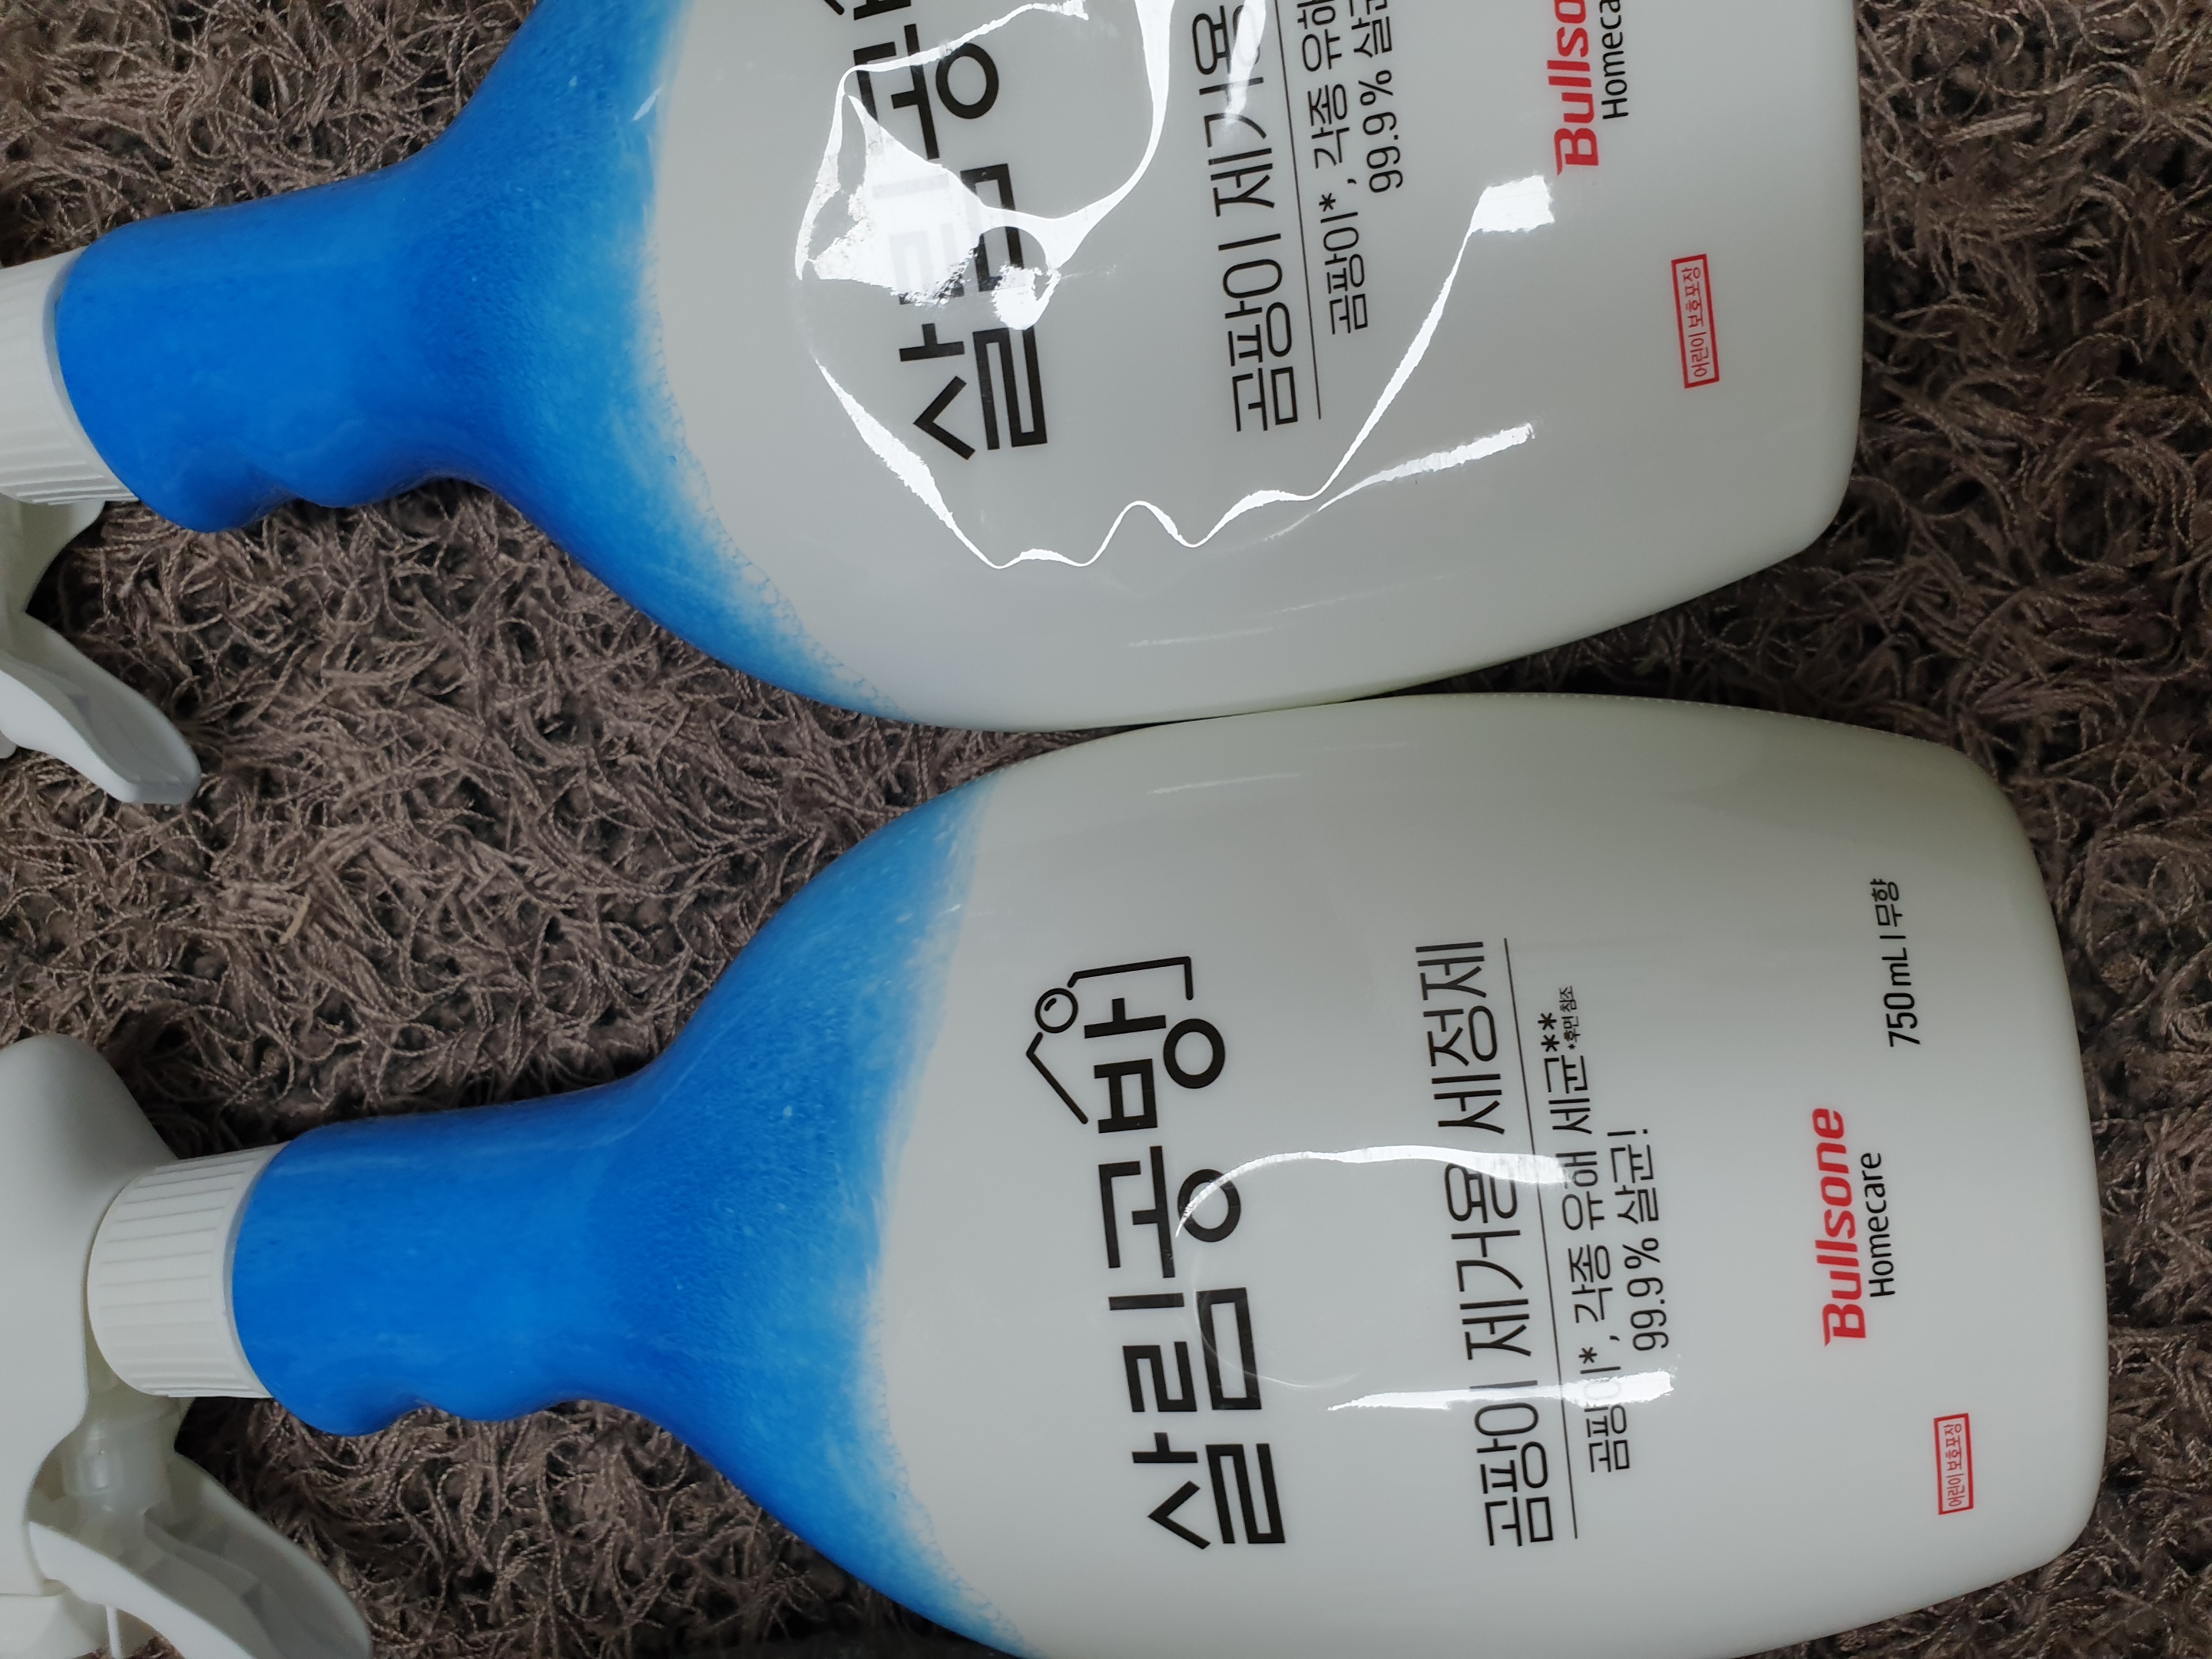 살림공
곰팡이 제거용
곰팡이*, 각종 유해
99.9% 살균
Bullso
Homeca
어린이 보호포장
살림공방
곰팡이 제거용 세정제
곰팡이*, 각종 유해 세균**
*후면 참조
99.9% 살균!
Bullsone
Homecare
750mL | 무향
어린이 보호포장